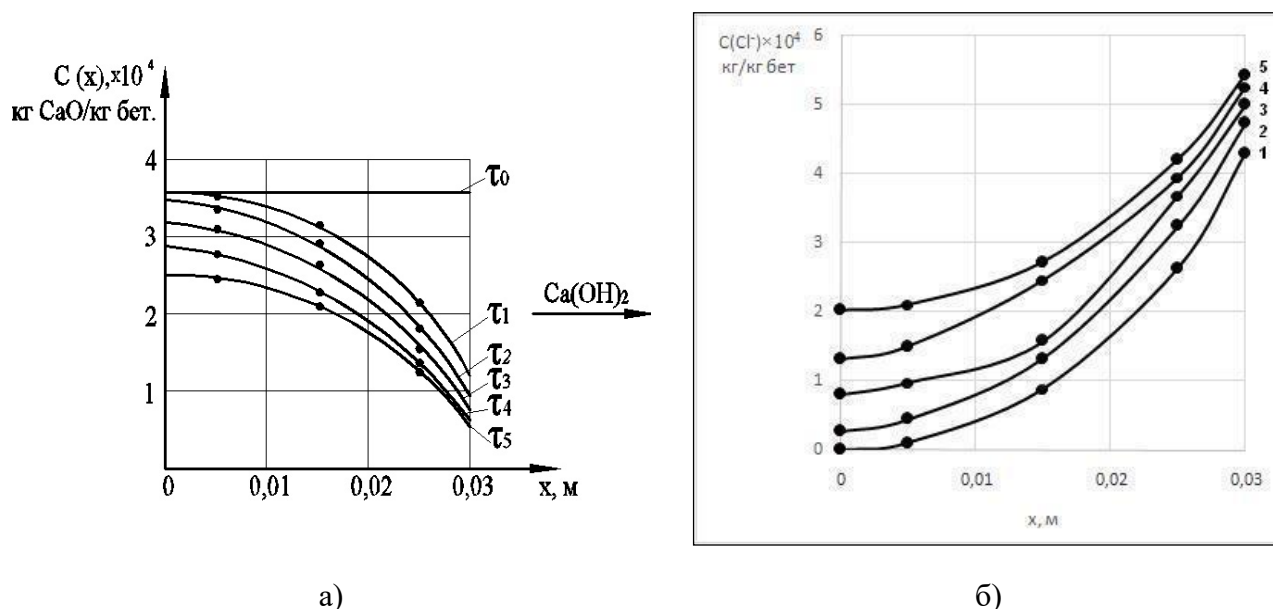 С (x),×10⁴
кг CaO/кг бет.
4
3
2
1
0
0,01
0,02
0,03
x, м
τ₀
τ₁
τ₂
τ₃
τ₄
τ₅
Ca(OH)₂
а)
C(Cl⁻)×10⁴
кг/кг бет
6
5
4
3
2
1
0
0
0,01
0,02
0,03
x, м
5
4
3
2
1
б)